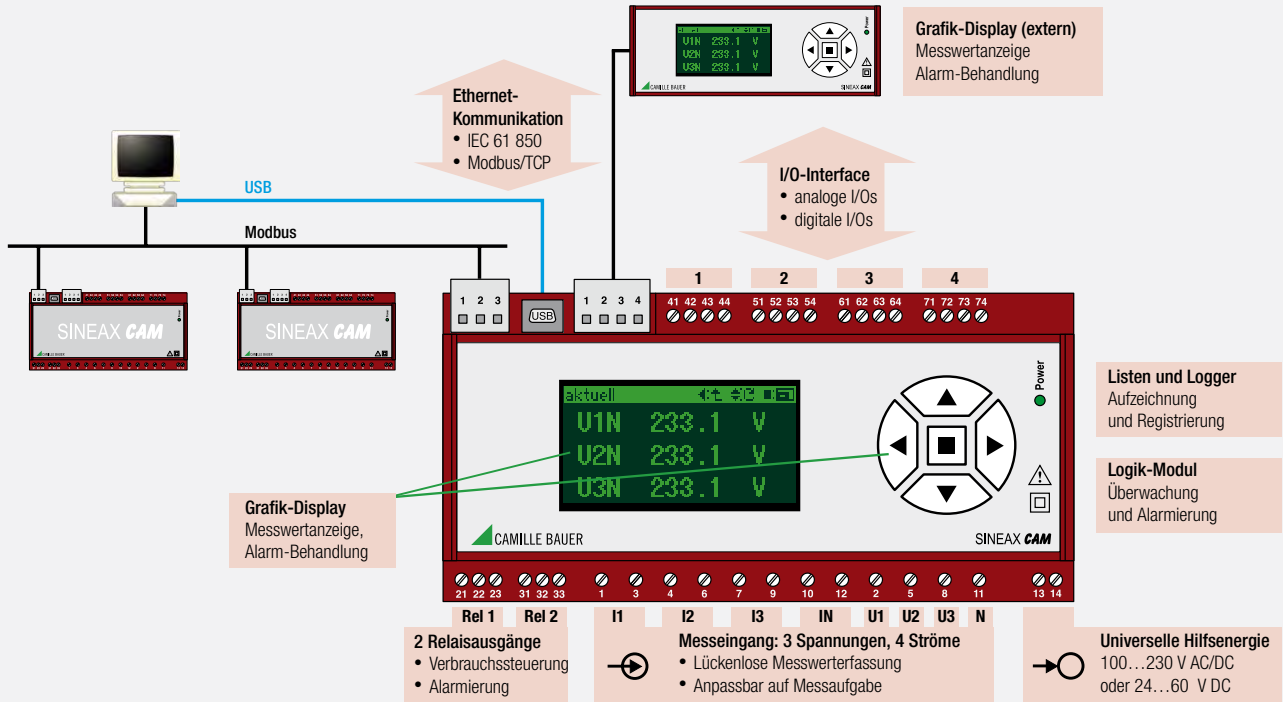 aktuell
U1N 233.1 V
U2N 233.1 V
U3N 233.1 V
Power
CAMILLE BAUER
SINEAX CAM
Grafik-Display (extern)
Messwertanzeige
Alarm-Behandlung
Ethernet-
Kommunikation
• IEC 61 850
• Modbus/TCP
I/O-Interface
• analoge I/Os
• digitale I/Os
USB
Modbus
SINEAX CAM
SINEAX CAM
1 2 3 4
1 2 3
USB
1 2 3 4
41 42 43 44
51 52 53 54
61 62 63 64
71 72 73 74
aktuell
U1N 233.1 V
U2N 233.1 V
U3N 233.1 V
Power
CAMILLE BAUER
SINEAX CAM
Listen und Logger
Aufzeichnung
und Registrierung
Logik-Modul
Überwachung
und Alarmierung
Grafik-Display
Messwertanzeige,
Alarm-Behandlung
21 22 23 31 32 33 1 3 4 6 7 9 10 12 2 5 8 11 13 14
Rel 1 Rel 2 I1 I2 I3 IN U1 U2 U3 N
2 Relaisausgänge
• Verbrauchssteuerung
• Alarmierung
Messeingang: 3 Spannungen, 4 Ströme
• Lückenlose Messwerterfassung
• Anpassbar auf Messaufgabe
Universelle Hilfsenergie
100…230 V AC/DC
oder 24…60 V DC